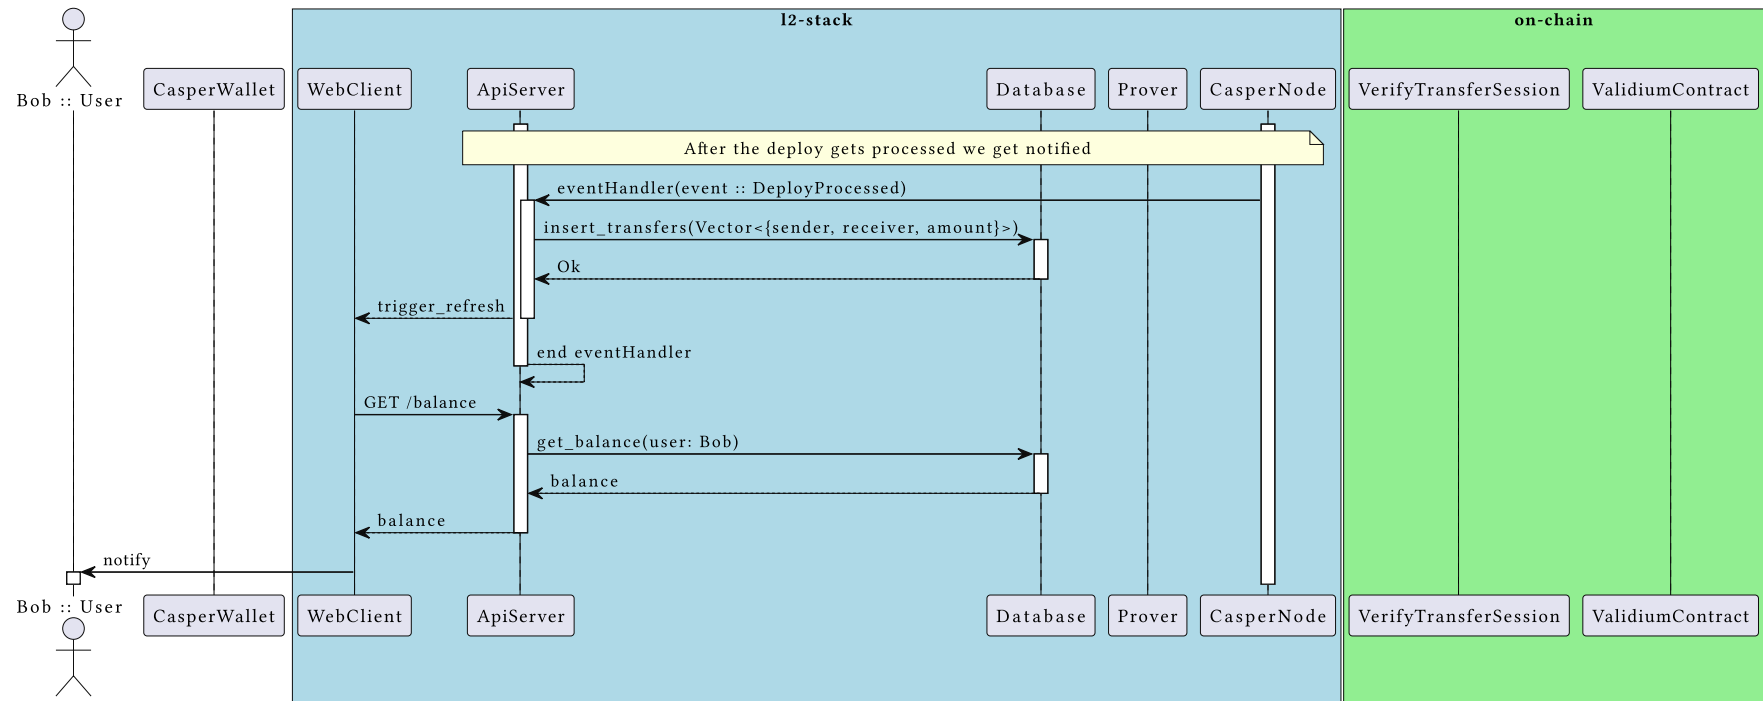 l2-stack
on-chain
Bob :: User
CasperWallet
WebClient
ApiServer
Database
Prover
CasperNode
VerifyTransferSession
ValidiumContract
After the deploy gets processed we get notified
eventHandler(event :: DeployProcessed)
insert_transfers(Vector<{sender, receiver, amount}>)
Ok
trigger_refresh
end eventHandler
GET /balance
get_balance(user: Bob)
balance
balance
notify
Bob :: User
CasperWallet
WebClient
ApiServer
Database
Prover
CasperNode
VerifyTransferSession
ValidiumContract